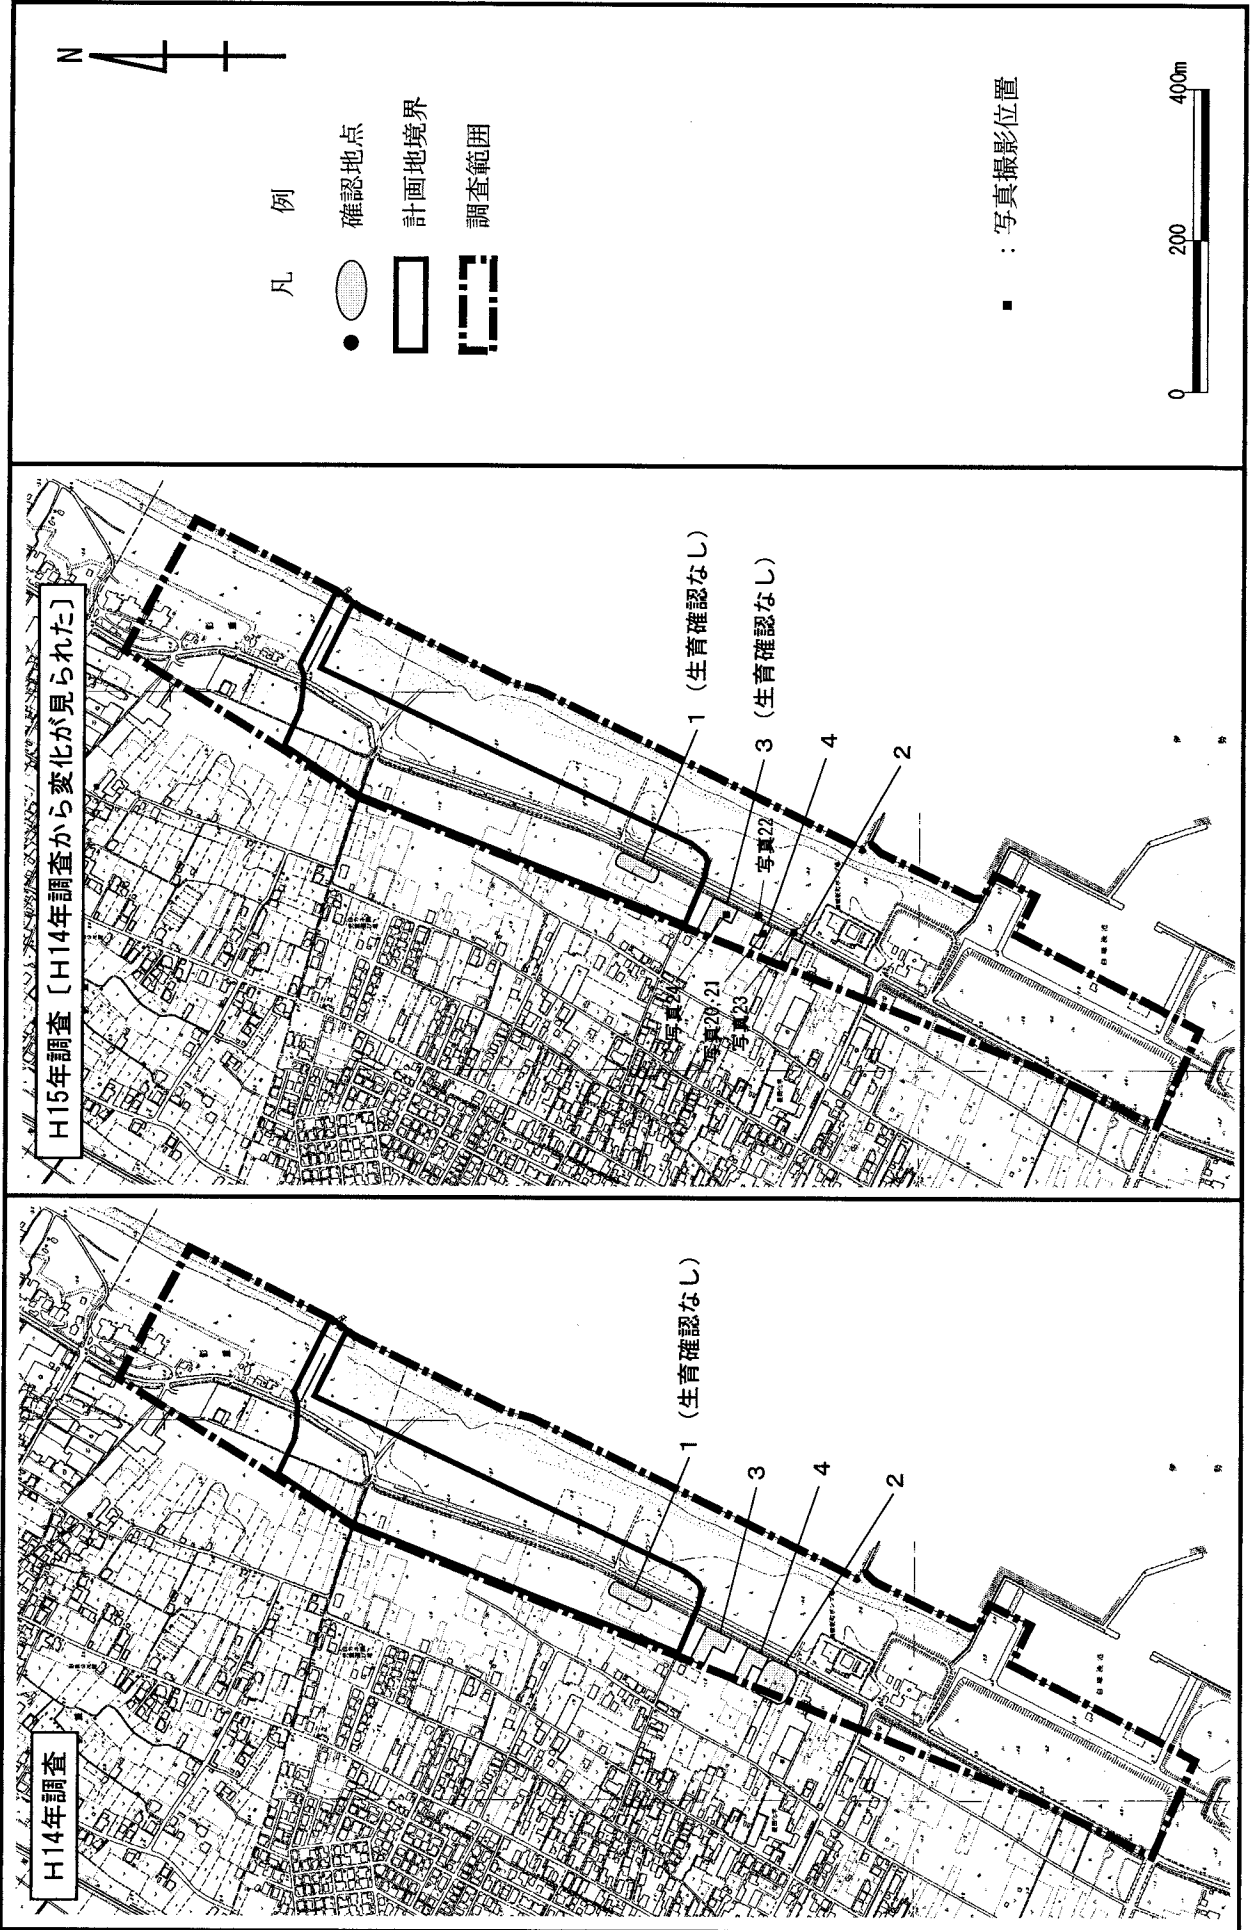 H14年調査
1（生育確認なし）
3
4
2
H15年調査〔H14年調査から変化が見られた〕
1（生育確認なし）
3（生育確認なし）
4
2
写真22
写真24
写真20・21
写真23
N
凡　例
確認地点
計画地境界
調査範囲
■ ：写真撮影位置
0 200 400m